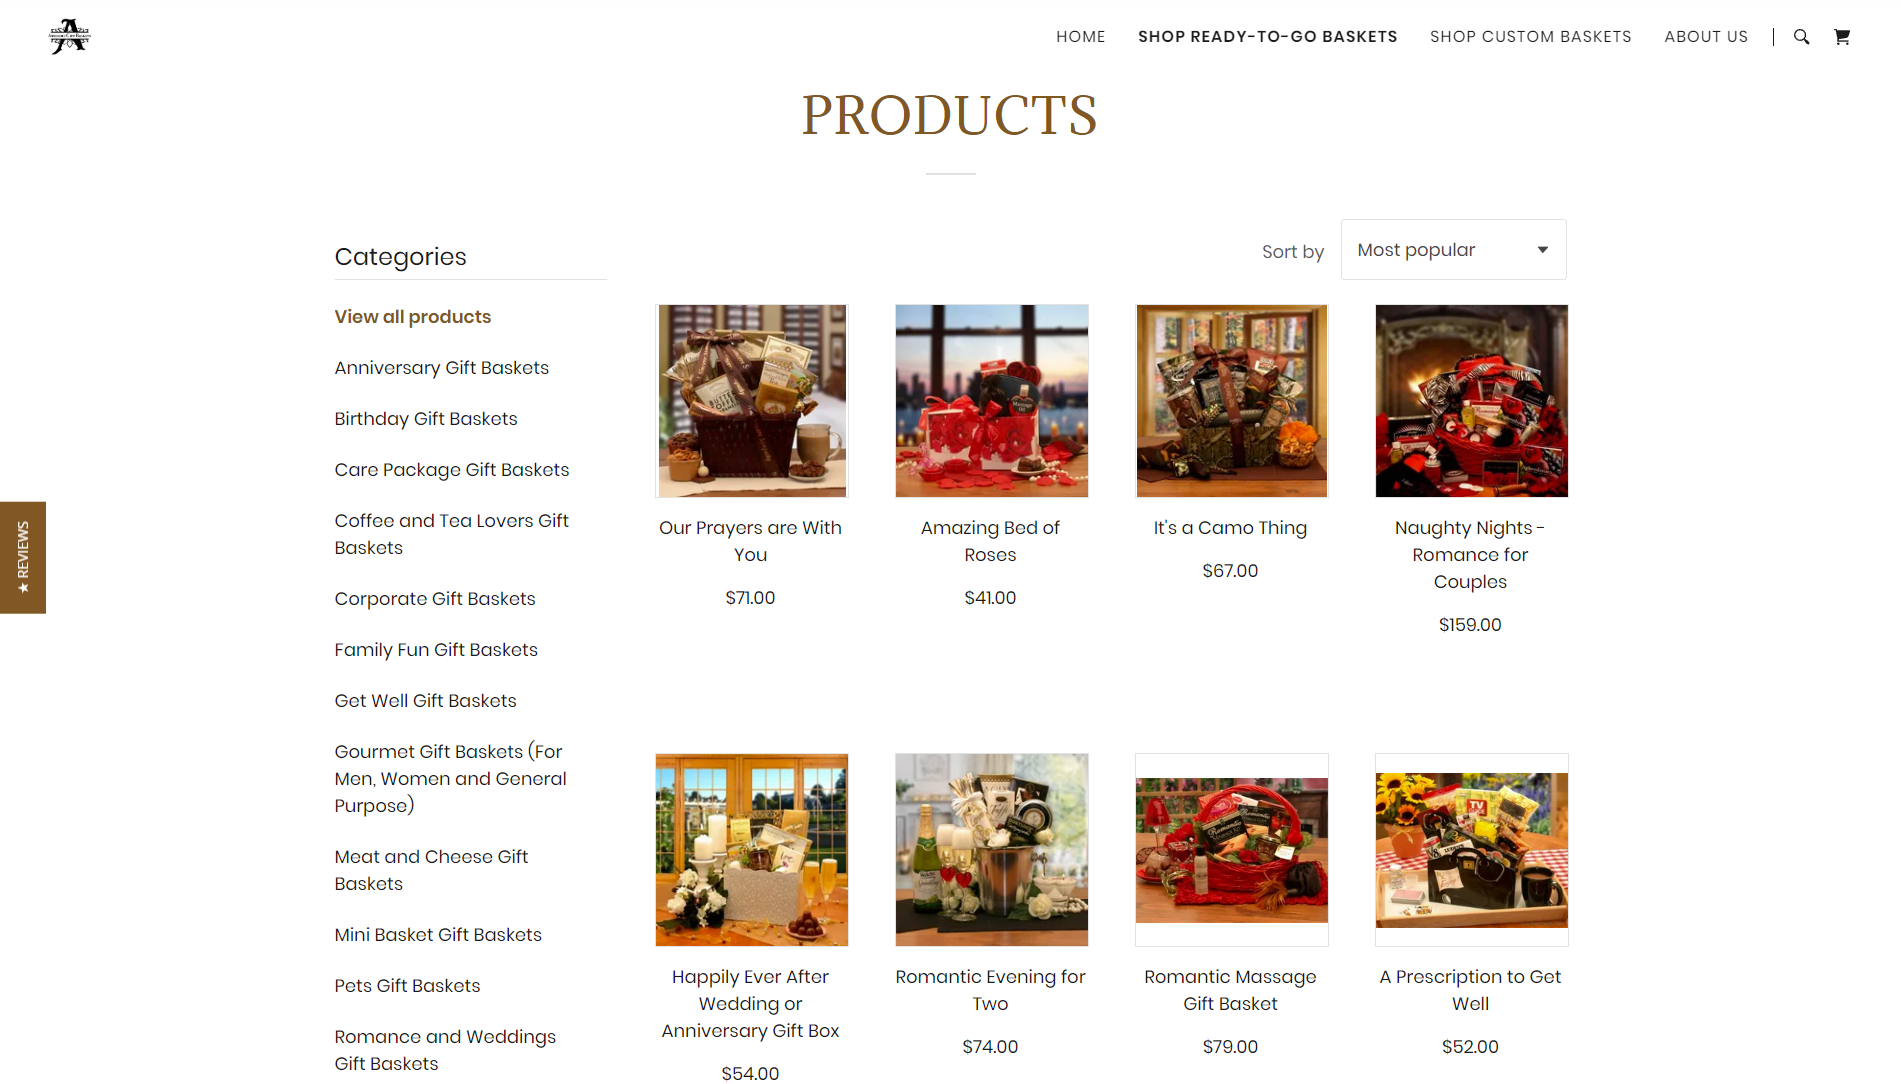 HOME
SHOP READY-TO-GO BASKETS
SHOP CUSTOM BASKETS
ABOUT US
PRODUCTS
Categories
Sort by
Most popular
View all products
Anniversary Gift Baskets
Birthday Gift Baskets
Care Package Gift Baskets
Coffee and Tea Lovers Gift
Baskets
Corporate Gift Baskets
Family Fun Gift Baskets
Get Well Gift Baskets
Gourmet Gift Baskets (For
Men, Women and General
Purpose)
Meat and Cheese Gift
Baskets
Mini Basket Gift Baskets
Pets Gift Baskets
Romance and Weddings
Gift Baskets
★ REVIEWS
Our Prayers are With
You
$71.00
Amazing Bed of
Roses
$41.00
It's a Camo Thing
$67.00
Naughty Nights -
Romance for
Couples
$159.00
Happily Ever After
Wedding or
Anniversary Gift Box
$54.00
Romantic Evening for
Two
$74.00
Romantic
Romantic Massage
Gift Basket
$79.00
TV
V8
A Prescription to Get
Well
$52.00